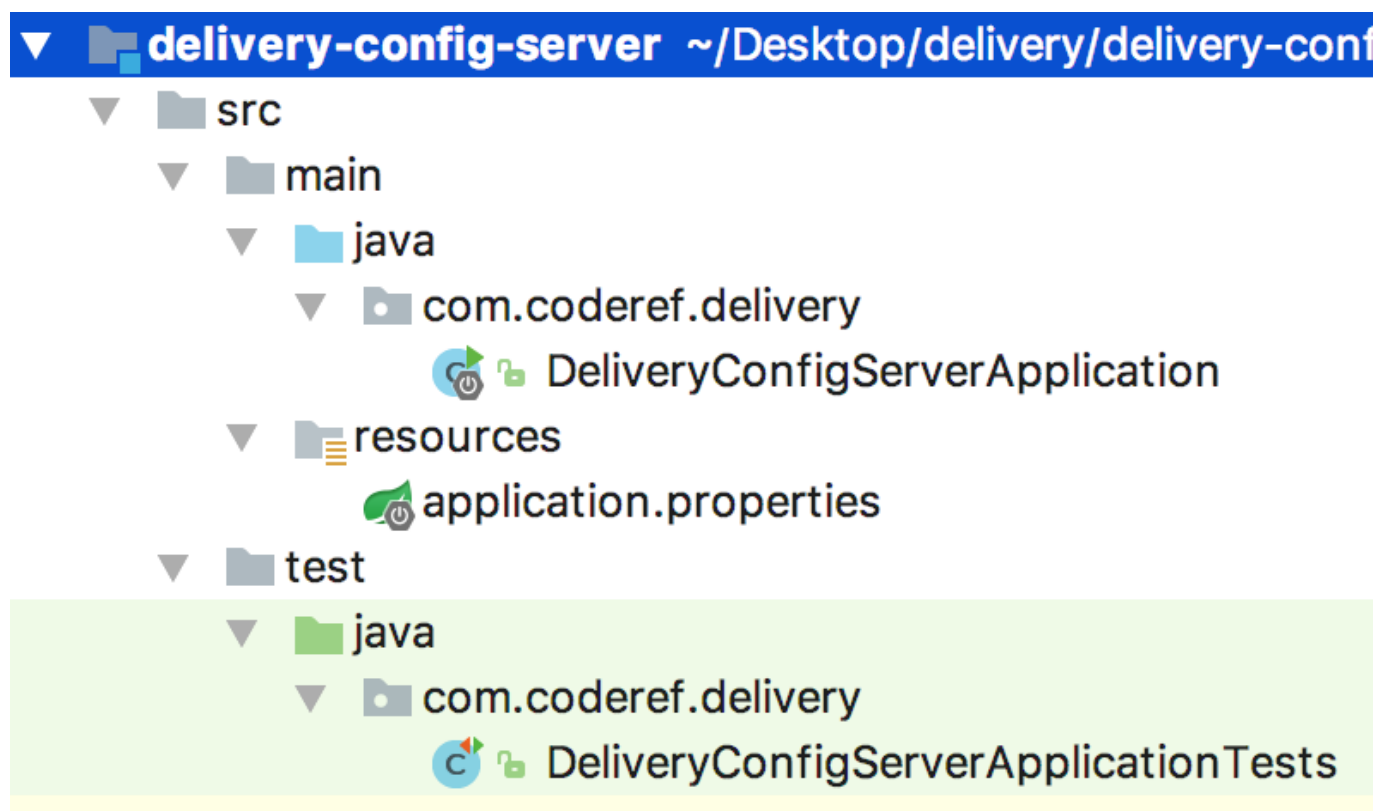 delivery-config-server ~/Desktop/delivery/delivery-conf
src
main
java
com.coderef.delivery
DeliveryConfigServerApplication
resources
application.properties
test
java
com.coderef.delivery
DeliveryConfigServerApplicationTests